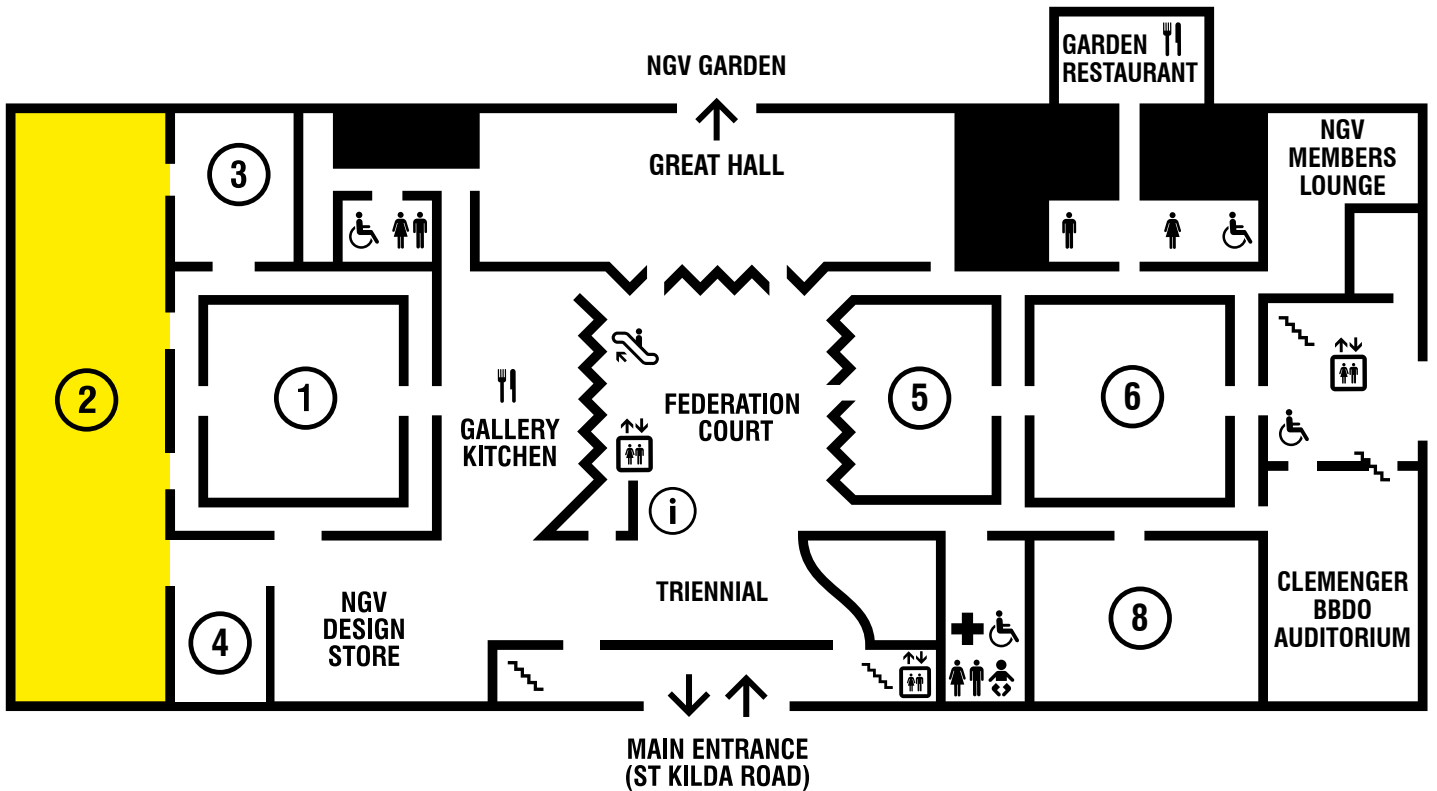 GARDEN
RESTAURANT
NGV GARDEN
GREAT HALL
NGV
MEMBERS
LOUNGE
3
2
1
GALLERY
KITCHEN
FEDERATION
COURT
5
6
i
TRIENNIAL
4
NGV
DESIGN
STORE
8
CLEMENGER
BBDO
AUDITORIUM
MAIN ENTRANCE
(ST KILDA ROAD)